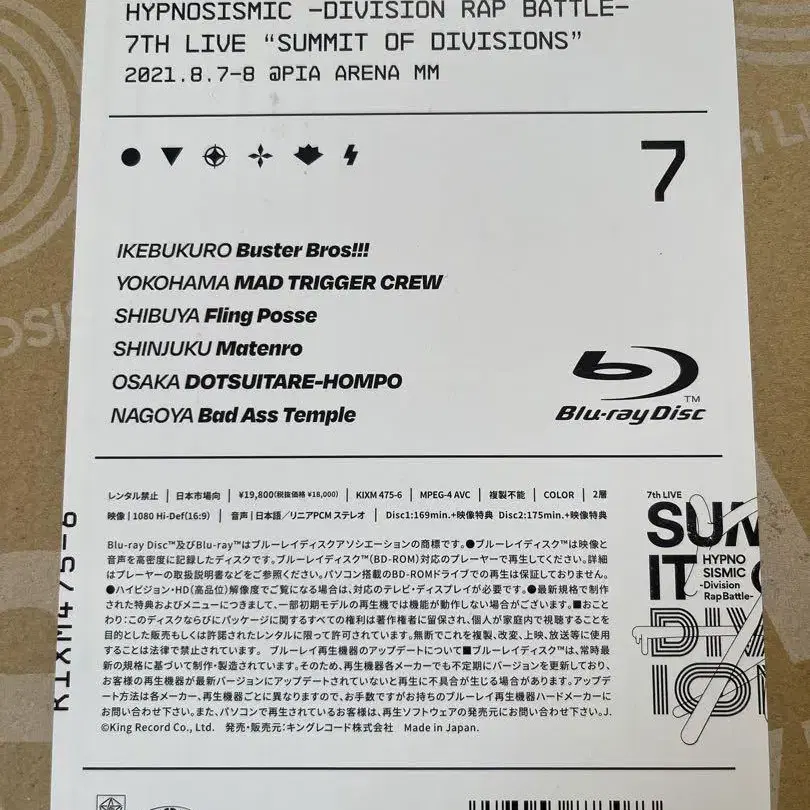 HYPNOSISMIC -DIVISION RAP BATTLE-
7TH LIVE “SUMMIT OF DIVISIONS”
2021.8.7-8 @PIA ARENA MM
7
IKEBUKURO Buster Bros!!!
YOKOHAMA MAD TRIGGER CREW
SHIBUYA Fling Posse
SHINJUKU Matenro
OSAKA DOTSUITARE-HOMPO
NAGOYA Bad Ass Temple
Blu-ray Disc TM
レンタル禁止 | 日本市場向 | ¥19,800(税抜価格 ¥18,000) | KIXM 475-6 | MPEG-4 AVC | 複製不能 | COLOR | 2層
映像 | 1080 Hi-Def(16:9) | 音声 | 日本語／リニアPCM ステレオ | Disc1:169min.+映像特典 Disc2:175min.+映像特典
Blu-ray Disc™及びBlu-ray™はブルーレイディスクアソシエーションの商標です。●ブルーレイディスク™は映像と
音声を高密度に記録したディスクです。ブルーレイディスク™(BD-ROM)対応のプレーヤーで再生してください。詳細
はプレーヤーの取扱説明書などをご参照ください。パソコン搭載のBD-ROMドライブでの再生は保証しておりません。
●ハイビジョン・HD(高品位)解像度でご覧になる場合は、対応のテレビ・ディスプレイが必要です。●最新規格で制作
された特典およびメニューにつきまして、一部初期モデルの再生機では機能が動作しない場合がございます。■おこと
わり:このディスクならびにパッケージに関するすべての権利は著作権者に留保され、個人が家庭内で視聴することを
目的とした販売もしくは許諾されたレンタルに限って許可されています。無断でこれを複製、改変、上映、放送等に使用
することは法律で禁止されています。 ブルーレイ再生機器のアップデートについて■ブルーレイディスク™は、常時最
新の規格に基づいて制作・製造されています。そのため、再生機器各メーカーでも不定期にバージョンを更新しており、
お客様の再生機器が最新バージョンにアップデートされていないと再生に不具合が生じる場合があります。アップデ
ート方法は各メーカー、再生機器ごとに異なりますので、お手数ですがお持ちのブルーレイ再生機器ハードメーカーに
お問い合わせ下さい。また、パソコンで再生されているお客様は、再生ソフトウェアの発売元にお問い合わせ下さい。J.
©King Record Co., Ltd. 発売・販売元:キングレコード株式会社 Made in Japan.
7th LIVE
SUM
IT O
HYPNO
SISMIC
-Division
Rap Battle-
DIV
ION
KIXM475-6